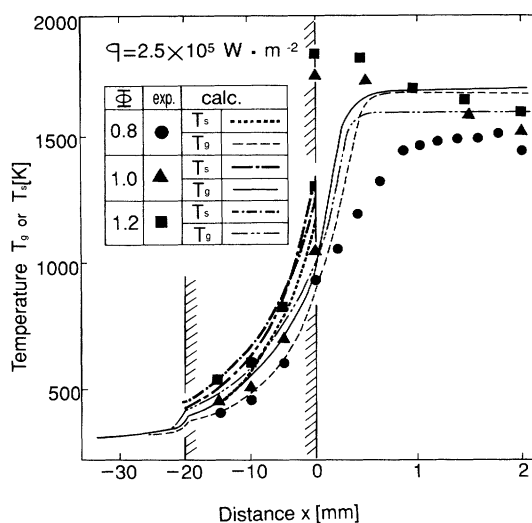 2000
1500
1000
500
Temperature Tg or Ts[K]
q=2.5×10⁵ W・m⁻²
Φ exp. calc.
0.8 Ts
Tg
1.0 Ts
Tg
1.2 Ts
Tg
−30 −20 −10 0 1 2
Distance x [mm]